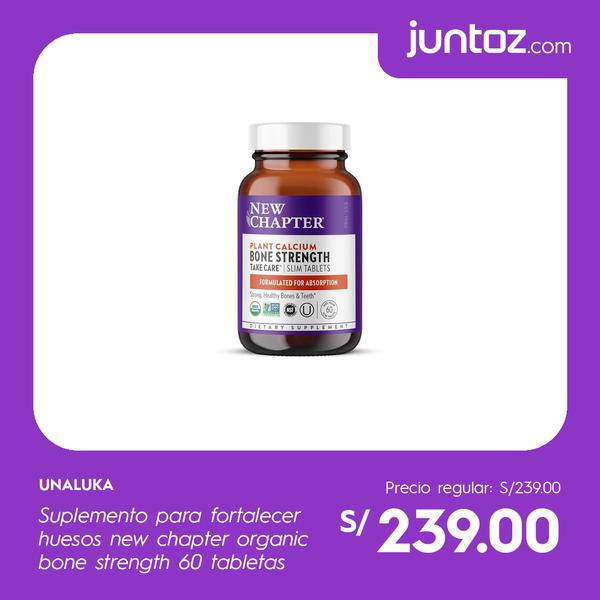 juntoz.com
NEW
CHAPTER®
PLANT CALCIUM
BONE STRENGTH
TAKE CARE™ | SLIM TABLETS
FORMULATED FOR ABSORPTION
Strong, Healthy Bones & Teeth*
NSF
60
DIETARY SUPPLEMENT
UNALUKA
Suplemento para fortalecer
huesos new chapter organic
bone strength 60 tabletas
Precio regular: S/239.00
S/ 239.00